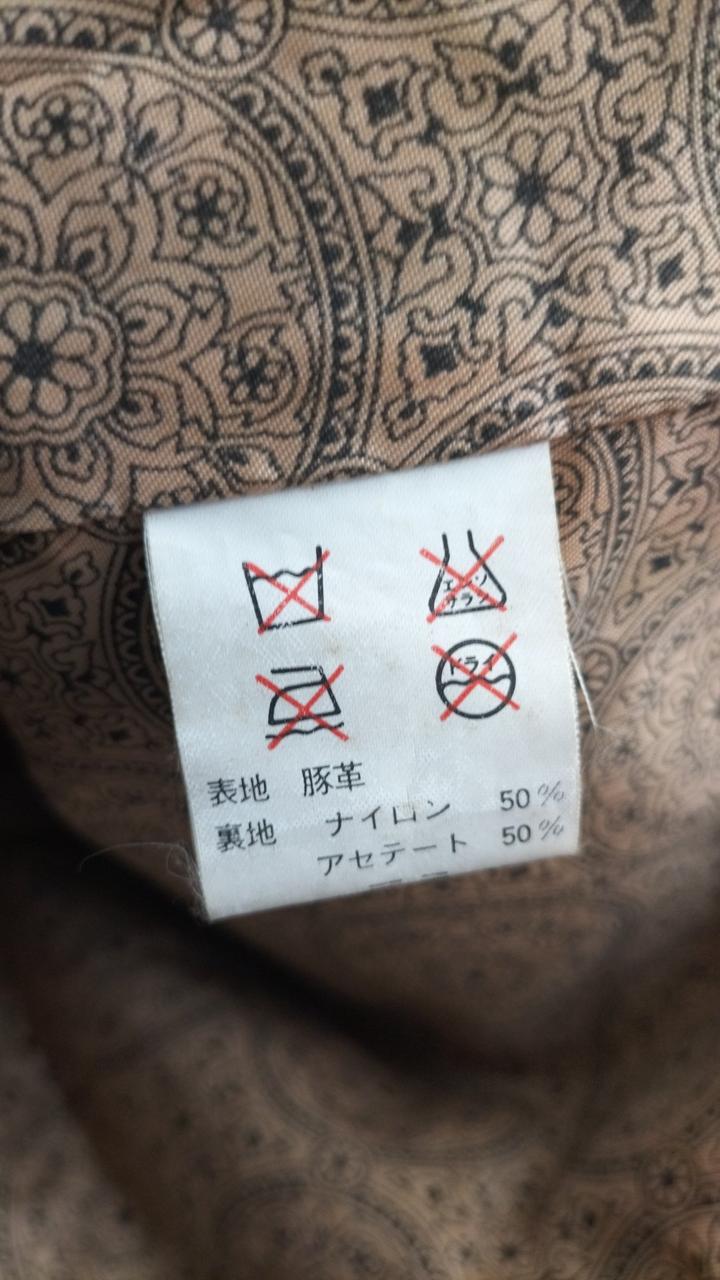 エンソ
サラシ
ドライ
表地 豚革
裏地 ナイロン 50%
アセテート 50%